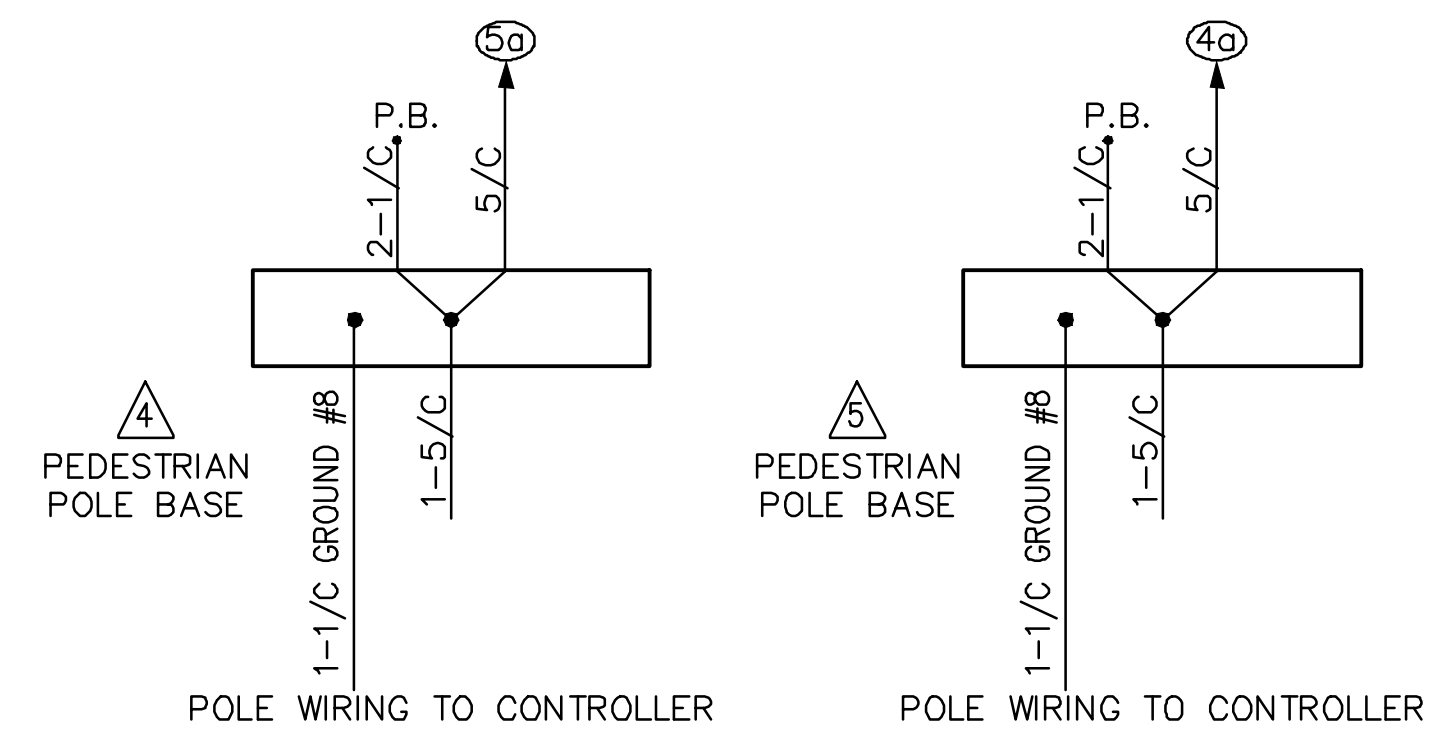 5a
P.B.
2-1/C
5/C
4
PEDESTRIAN
POLE BASE
1-1/C GROUND #8
1-5/C
POLE WIRING TO CONTROLLER
4a
P.B.
2-1/C
5/C
5
PEDESTRIAN
POLE BASE
1-1/C GROUND #8
1-5/C
POLE WIRING TO CONTROLLER